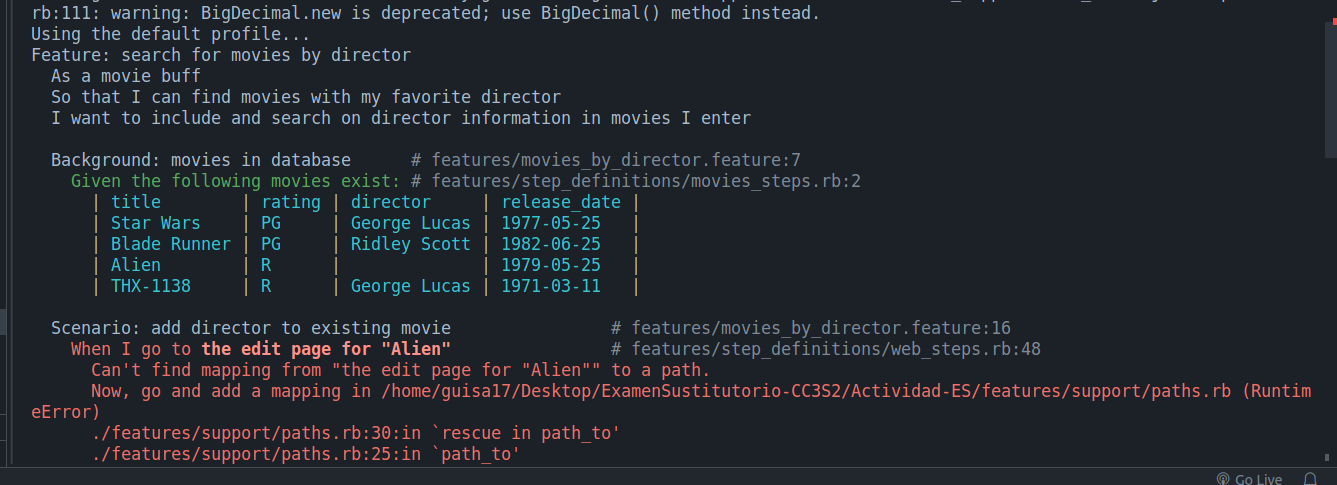 rb:111: warning: BigDecimal.new is deprecated; use BigDecimal() method instead.
Using the default profile...
Feature: search for movies by director
  As a movie buff
  So that I can find movies with my favorite director
  I want to include and search on director information in movies I enter

  Background: movies in database      # features/movies_by_director.feature:7
    Given the following movies exist: # features/step_definitions/movies_steps.rb:2
      | title        | rating | director     | release_date |
      | Star Wars    | PG     | George Lucas | 1977-05-25   |
      | Blade Runner | PG     | Ridley Scott | 1982-06-25   |
      | Alien        | R      |              | 1979-05-25   |
      | THX-1138     | R      | George Lucas | 1971-03-11   |

  Scenario: add director to existing movie                # features/movies_by_director.feature:16
    When I go to the edit page for "Alien"                # features/step_definitions/web_steps.rb:48
      Can't find mapping from "the edit page for "Alien"" to a path.
      Now, go and add a mapping in /home/guisa17/Desktop/ExamenSustitutorio-CC3S2/Actividad-ES/features/support/paths.rb (Runtim
eError)
      ./features/support/paths.rb:30:in `rescue in path_to'
      ./features/support/paths.rb:25:in `path_to'
Go Live